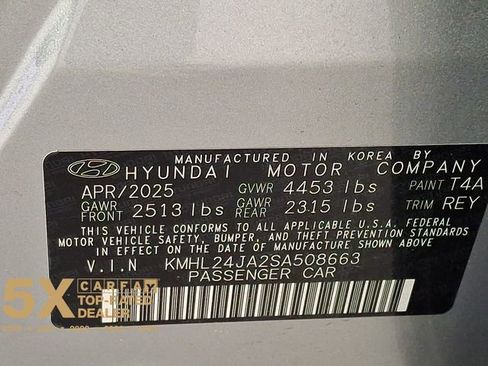 MANUFACTURED IN KOREA BY
HYUNDAI MOTOR COMPANY
APR/2025 GVWR 4453 lbs PAINT T4A
GAWR FRONT 2513 lbs GAWR REAR 2315 lbs TRIM REY
THIS VEHICLE CONFORMS TO ALL APPLICABLE U.S.A. FEDERAL
MOTOR VEHICLE SAFETY, BUMPER, AND THEFT PREVENTION
STANDARDS IN EFFECT ON THE DATE OF MANUFACTURE
SHOWN ABOVE
V.I.N KMHL24JA2SA508663
PASSENGER CAR
5X CARFAX
TOP-RATED
DEALER